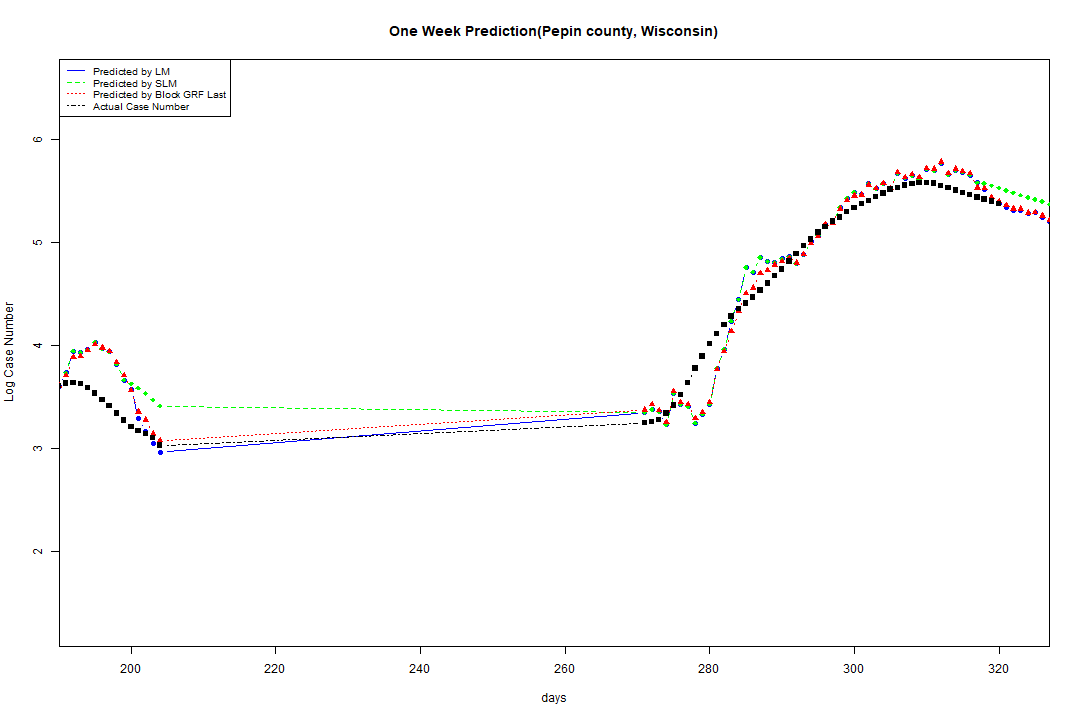 One Week Prediction(Pepin county, Wisconsin)
Predicted by LM
Predicted by SLM
Predicted by Block GRF Last
Actual Case Number
6
5
4
3
2
Log Case Number
200 220 240 260 280 300 320
days